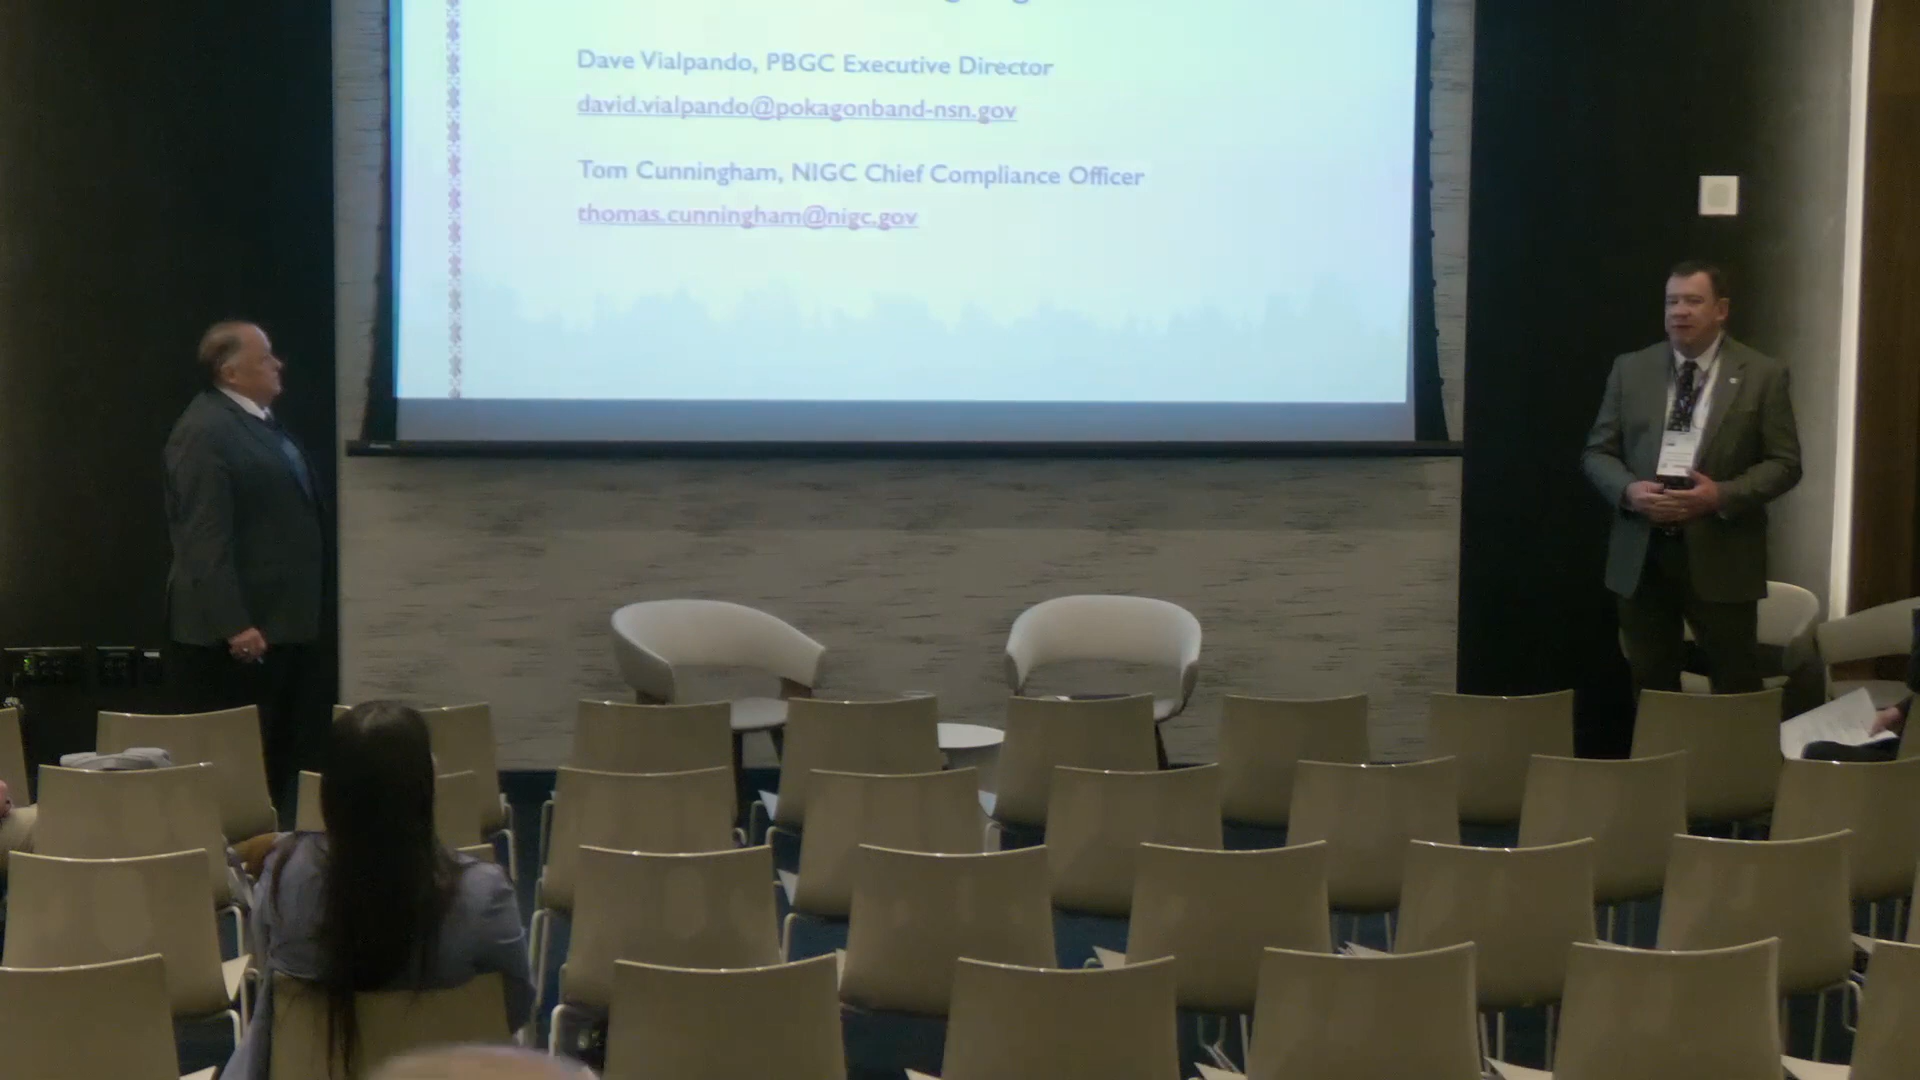 Dave Vialpando, PBGC Executive Director
david.vialpando@pokagonband-nsn.gov
Tom Cunningham, NIGC Chief Compliance Officer
thomas.cunningham@nigc.gov